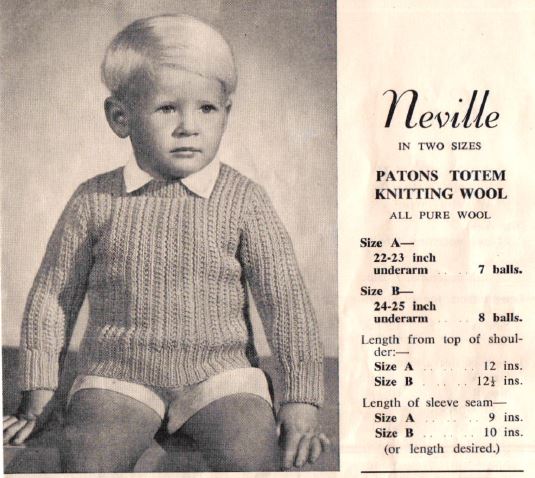 Neville
IN TWO SIZES
PATONS TOTEM
KNITTING WOOL
ALL PURE WOOL
Size A—
22-23 inch
underarm .... 7 balls.
Size B—
24-25 inch
underarm .... 8 balls.
Length from top of shoul-
der:—
Size A ...... 12 ins.
Size B ...... 12½ ins.
Length of sleeve seam—
Size A ...... 9 ins.
Size B ...... 10 ins.
(or length desired.)